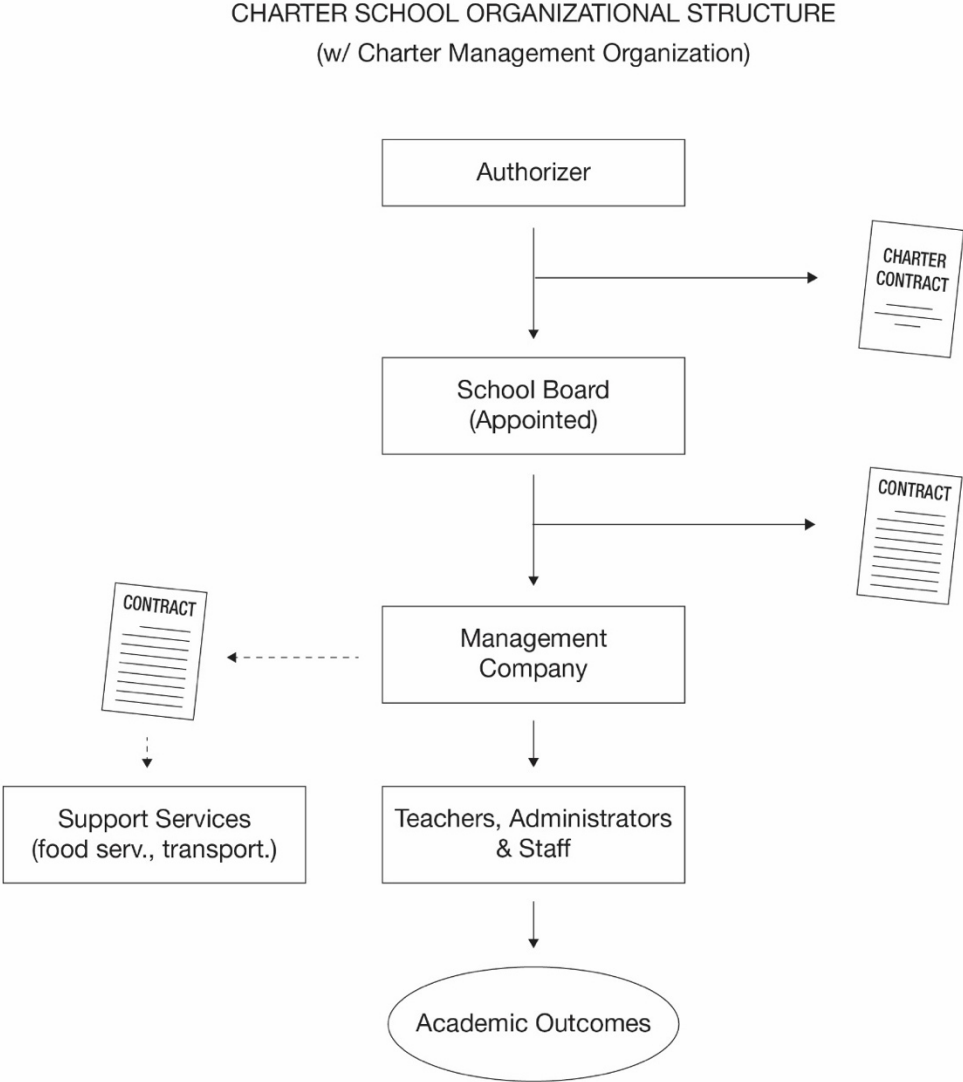 CHARTER SCHOOL ORGANIZATIONAL STRUCTURE
(w/ Charter Management Organization)
Authorizer
CHARTER
CONTRACT
School Board
(Appointed)
CONTRACT
CONTRACT
Management
Company
Support Services
(food serv., transport.)
Teachers, Administrators
& Staff
Academic Outcomes